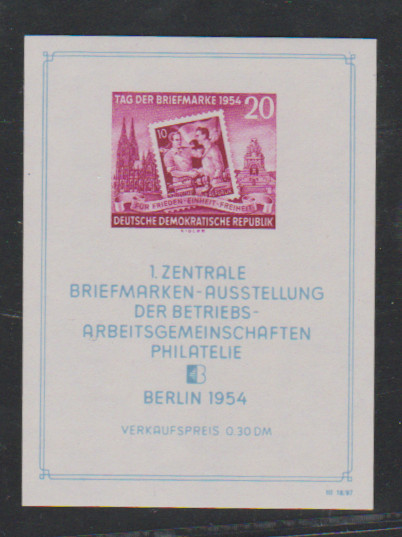 TAG DER BRIEFMARKE 1954 20
10
FÜR FRIEDEN-EINHEIT-FREIHEIT
DEUTSCHE DEMOKRATISCHE REPUBLIK
1. ZENTRALE
BRIEFMARKEN-AUSSTELLUNG
DER BETRIEBS-
ARBEITSGEMEINSCHAFTEN
PHILATELIE
BERLIN 1954
VERKAUFSPREIS 0.30 DM